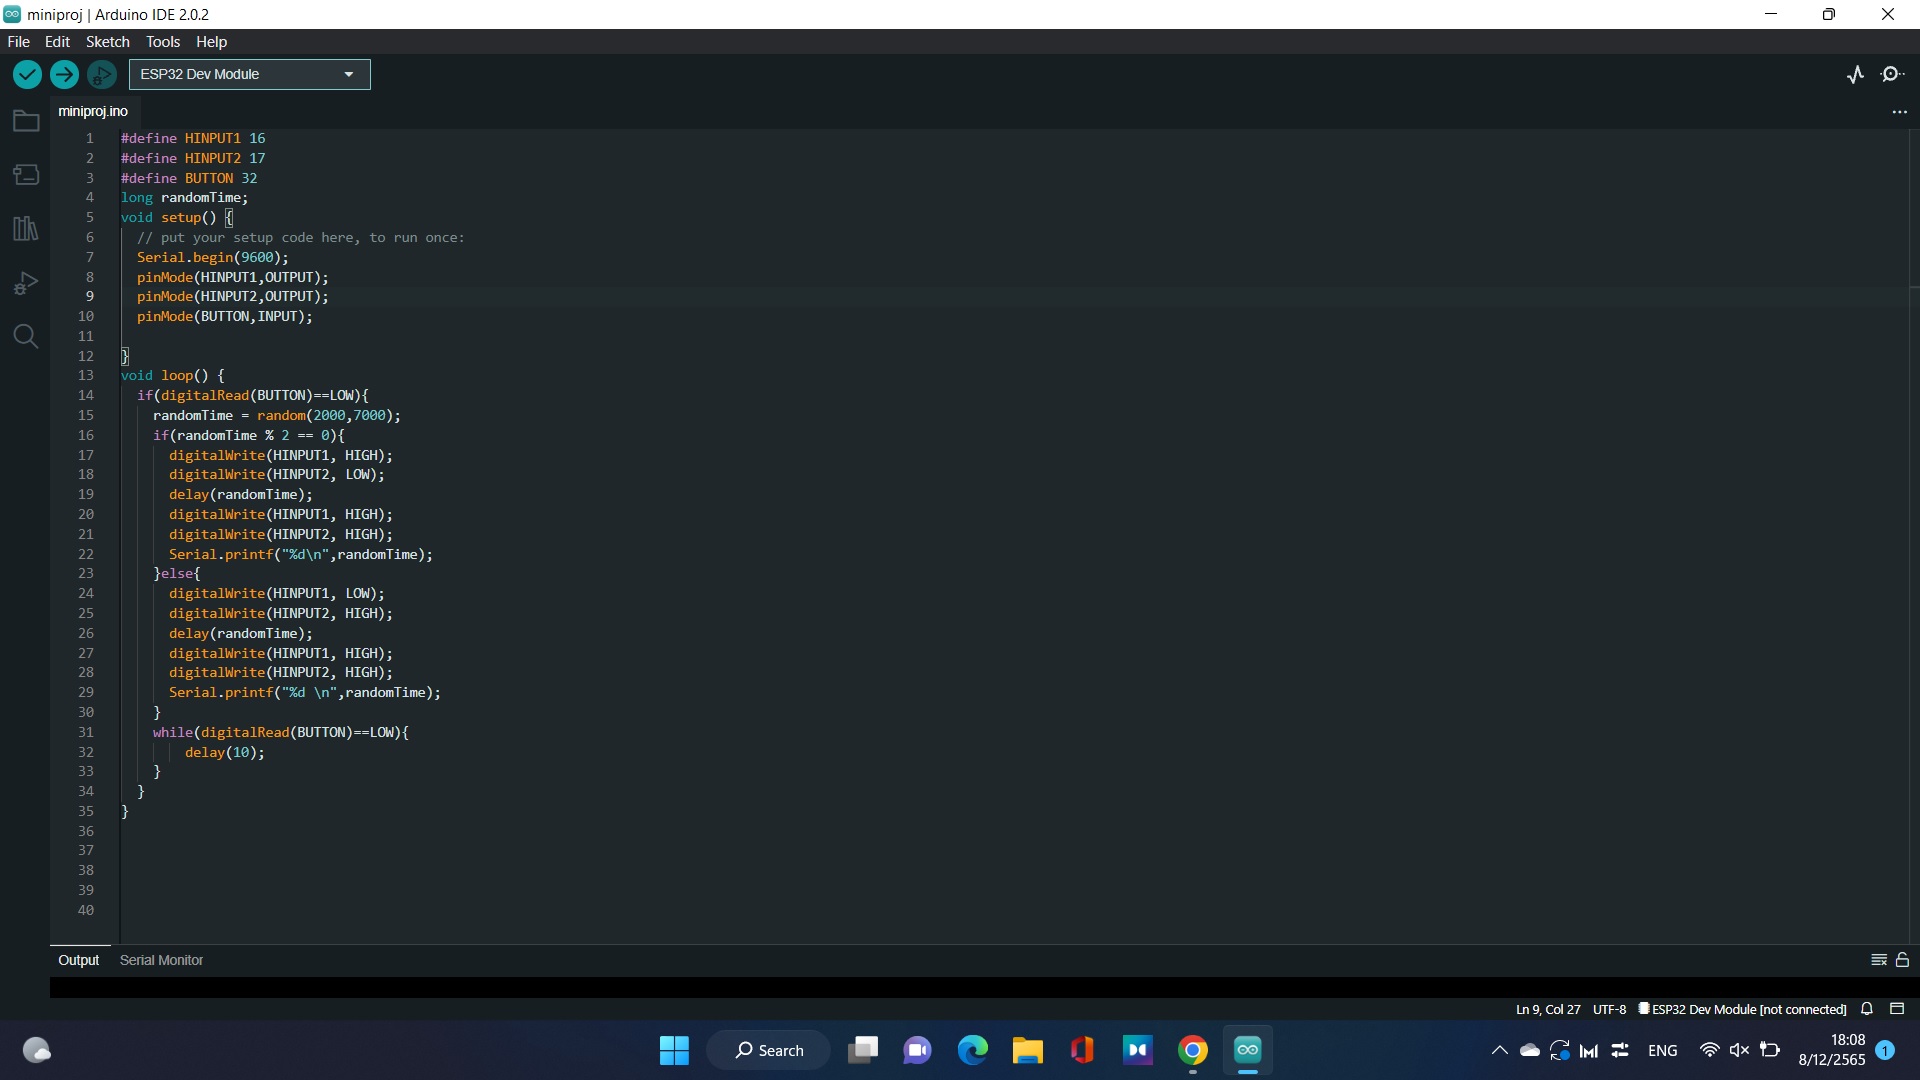 miniproj | Arduino IDE 2.0.2
File Edit Sketch Tools Help
ESP32 Dev Module
miniproj.ino
1 #define HINPUT1 16
2 #define HINPUT2 17
3 #define BUTTON 32
4 long randomTime;
5 void setup() {
6 // put your setup code here, to run once:
7 Serial.begin(9600);
8 pinMode(HINPUT1,OUTPUT);
9 pinMode(HINPUT2,OUTPUT);
10 pinMode(BUTTON,INPUT);
11
12 }
13 void loop() {
14 if(digitalRead(BUTTON)==LOW){
15 randomTime = random(2000,7000);
16 if(randomTime % 2 == 0){
17 digitalWrite(HINPUT1, HIGH);
18 digitalWrite(HINPUT2, LOW);
19 delay(randomTime);
20 digitalWrite(HINPUT1, HIGH);
21 digitalWrite(HINPUT2, HIGH);
22 Serial.printf("%d\n",randomTime);
23 }else{
24 digitalWrite(HINPUT1, LOW);
25 digitalWrite(HINPUT2, HIGH);
26 delay(randomTime);
27 digitalWrite(HINPUT1, HIGH);
28 digitalWrite(HINPUT2, HIGH);
29 Serial.printf("%d \n",randomTime);
30 }
31 while(digitalRead(BUTTON)==LOW){
32 delay(10);
33 }
34 }
35 }
36
37
38
39
40
Output Serial Monitor
Ln 9, Col 27 UTF-8 ESP32 Dev Module [not connected]
Search
ENG
18:08
8/12/2565
1